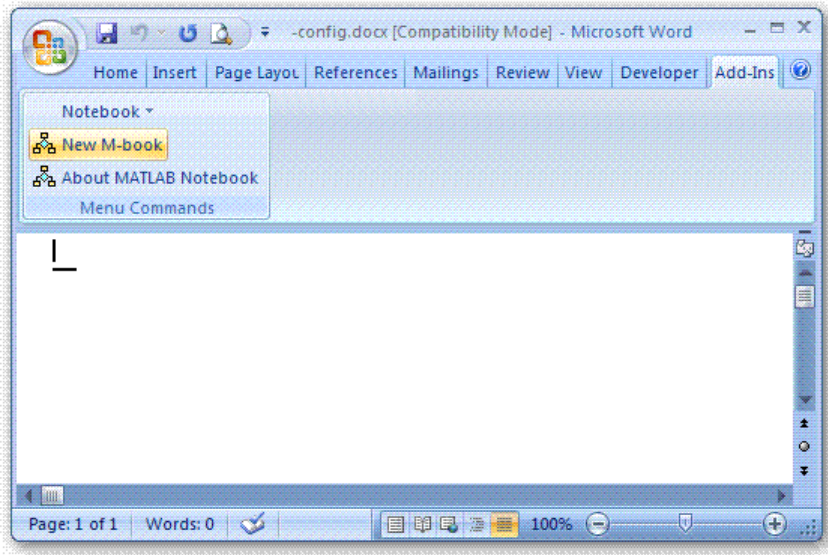 -config.docx [Compatibility Mode] - Microsoft Word
Home Insert Page Layou References Mailings Review View Developer Add-Ins
Notebook
New M-book
About MATLAB Notebook
Menu Commands
Page: 1 of 1 Words: 0 100%